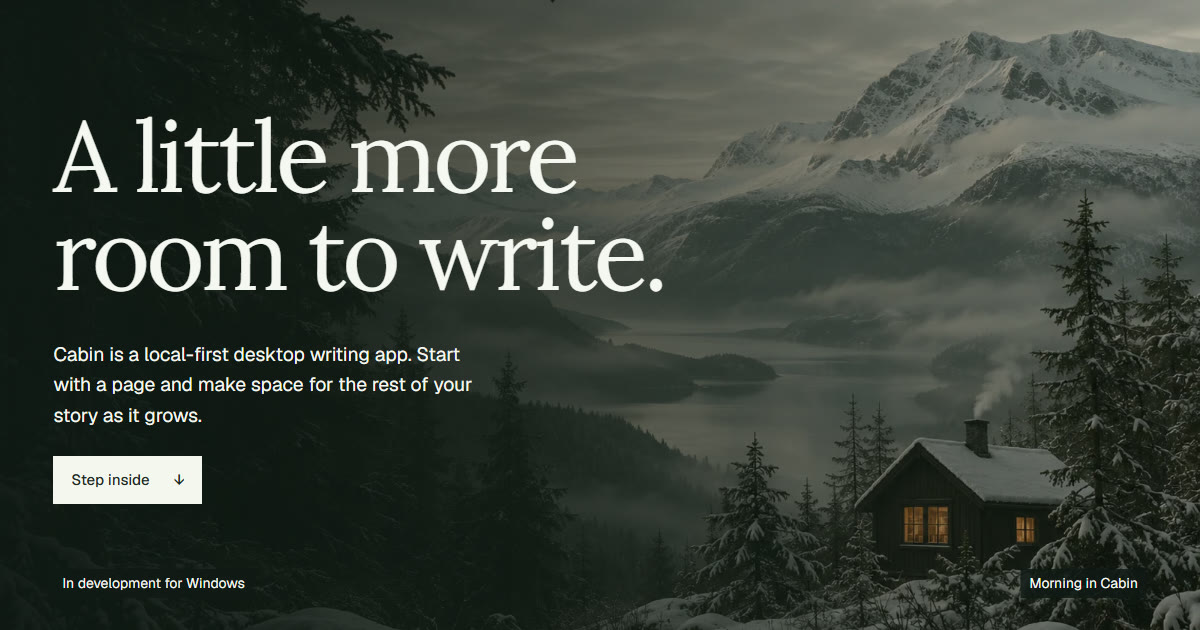 A little more
room to write.
Cabin is a local-first desktop writing app. Start
with a page and make space for the rest of your
story as it grows.
Step inside ↓
In development for Windows
Morning in Cabin